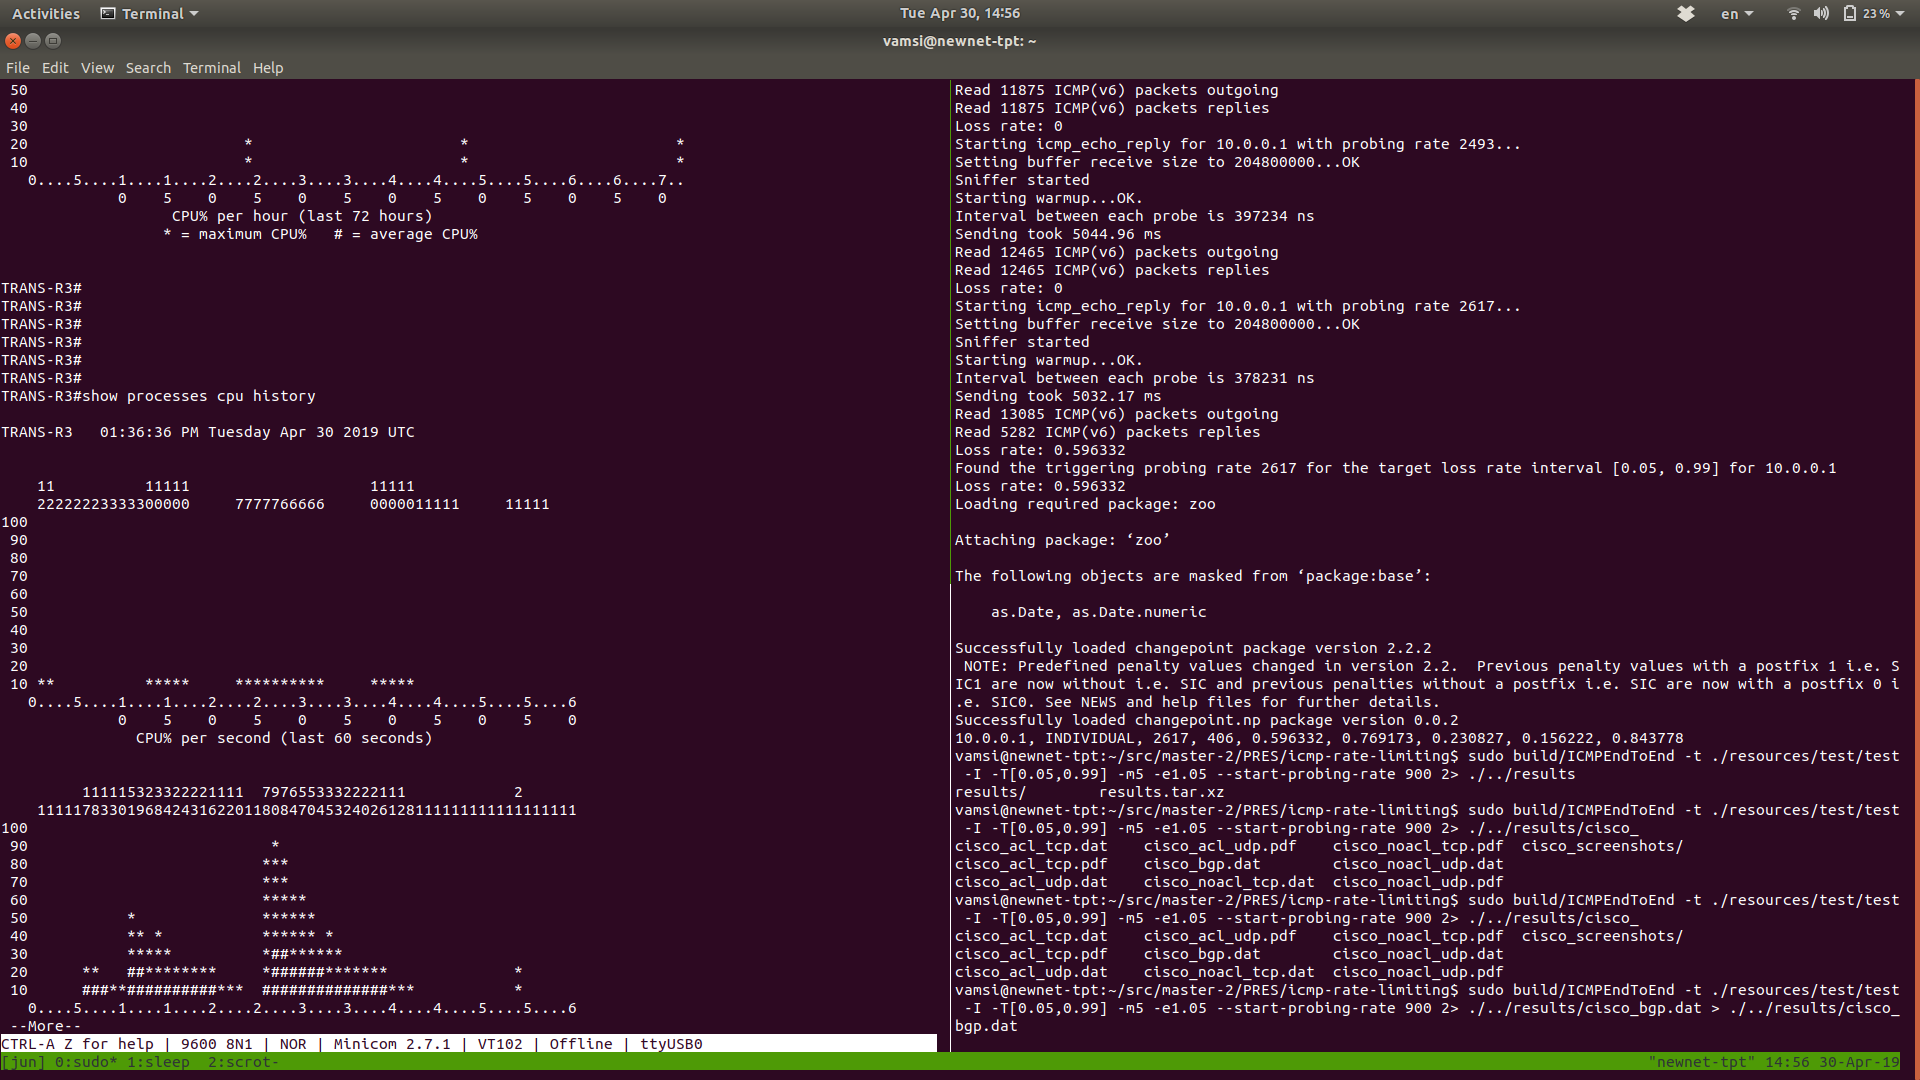 Activities Terminal Tue Apr 30, 14:56 en 23 %
vamsi@newnet-tpt: ~
File Edit View Search Terminal Help
 50
 40
 30
 20                        *                       *                       *
 10                        *                       *                       *
   0....5....1....1....2....2....3....3....4....4....5....5....6....6....7..
             0    5    0    5    0    5    0    5    0    5    0    5    0
                   CPU% per hour (last 72 hours)
                  * = maximum CPU%   # = average CPU%
TRANS-R3#
TRANS-R3#
TRANS-R3#
TRANS-R3#
TRANS-R3#
TRANS-R3#
TRANS-R3#show processes cpu history
TRANS-R3   01:36:36 PM Tuesday Apr 30 2019 UTC
    11          11111                    11111
    22222223333300000     7777766666     0000011111     11111
100
 90
 80
 70
 60
 50
 40
 30
 20
 10 **          *****     **********     *****
   0....5....1....1....2....2....3....3....4....4....5....5....6
             0    5    0    5    0    5    0    5    0    5    0
               CPU% per second (last 60 seconds)
         111115323322221111  7976553332222111            2
    111117833019684243162201180847045324026128111111111111111111
100
 90                           *
 80                          ***
 70                          ***
 60                          *****
 50           *              ******
 40           ** *           ****** *
 30           *****          *##******
 20      **   ##********     *######*******              *
 10      ###**##########***  ##############***           *
   0....5....1....1....2....2....3....3....4....4....5....5....6
 --More--
CTRL-A Z for help | 9600 8N1 | NOR | Minicom 2.7.1 | VT102 | Offline | ttyUSB0
Read 11875 ICMP(v6) packets outgoing
Read 11875 ICMP(v6) packets replies
Loss rate: 0
Starting icmp_echo_reply for 10.0.0.1 with probing rate 2493...
Setting buffer receive size to 204800000...OK
Sniffer started
Starting warmup...OK.
Interval between each probe is 397234 ns
Sending took 5044.96 ms
Read 12465 ICMP(v6) packets outgoing
Read 12465 ICMP(v6) packets replies
Loss rate: 0
Starting icmp_echo_reply for 10.0.0.1 with probing rate 2617...
Setting buffer receive size to 204800000...OK
Sniffer started
Starting warmup...OK.
Interval between each probe is 378231 ns
Sending took 5032.17 ms
Read 13085 ICMP(v6) packets outgoing
Read 5282 ICMP(v6) packets replies
Loss rate: 0.596332
Found the triggering probing rate 2617 for the target loss rate interval [0.05, 0.99] for 10.0.0.1
Loss rate: 0.596332
Loading required package: zoo
Attaching package: ‘zoo’
The following objects are masked from ‘package:base’:
    as.Date, as.Date.numeric
Successfully loaded changepoint package version 2.2.2
 NOTE: Predefined penalty values changed in version 2.2.  Previous penalty values with a postfix 1 i.e. S
IC1 are now without i.e. SIC and previous penalties without a postfix i.e. SIC are now with a postfix 0 i
.e. SIC0. See NEWS and help files for further details.
Successfully loaded changepoint.np package version 0.0.2
10.0.0.1, INDIVIDUAL, 2617, 406, 0.596332, 0.769173, 0.230827, 0.156222, 0.843778
vamsi@newnet-tpt:~/src/master-2/PRES/icmp-rate-limiting$ sudo build/ICMPEndToEnd -t ./resources/test/test
 -I -T[0.05,0.99] -m5 -e1.05 --start-probing-rate 900 2> ./../results
results/        results.tar.xz
vamsi@newnet-tpt:~/src/master-2/PRES/icmp-rate-limiting$ sudo build/ICMPEndToEnd -t ./resources/test/test
 -I -T[0.05,0.99] -m5 -e1.05 --start-probing-rate 900 2> ./../results/cisco_
cisco_acl_tcp.dat    cisco_acl_udp.pdf    cisco_noacl_tcp.pdf  cisco_screenshots/
cisco_acl_tcp.pdf    cisco_bgp.dat        cisco_noacl_udp.dat
cisco_acl_udp.dat    cisco_noacl_tcp.dat  cisco_noacl_udp.pdf
vamsi@newnet-tpt:~/src/master-2/PRES/icmp-rate-limiting$ sudo build/ICMPEndToEnd -t ./resources/test/test
 -I -T[0.05,0.99] -m5 -e1.05 --start-probing-rate 900 2> ./../results/cisco_
cisco_acl_tcp.dat    cisco_acl_udp.pdf    cisco_noacl_tcp.pdf  cisco_screenshots/
cisco_acl_tcp.pdf    cisco_bgp.dat        cisco_noacl_udp.dat
cisco_acl_udp.dat    cisco_noacl_tcp.dat  cisco_noacl_udp.pdf
vamsi@newnet-tpt:~/src/master-2/PRES/icmp-rate-limiting$ sudo build/ICMPEndToEnd -t ./resources/test/test
 -I -T[0.05,0.99] -m5 -e1.05 --start-probing-rate 900 2> ./../results/cisco_bgp.dat > ./../results/cisco_
bgp.dat
[jun] 0:sudo* 1:sleep  2:scrot- "newnet-tpt" 14:56 30-Apr-19